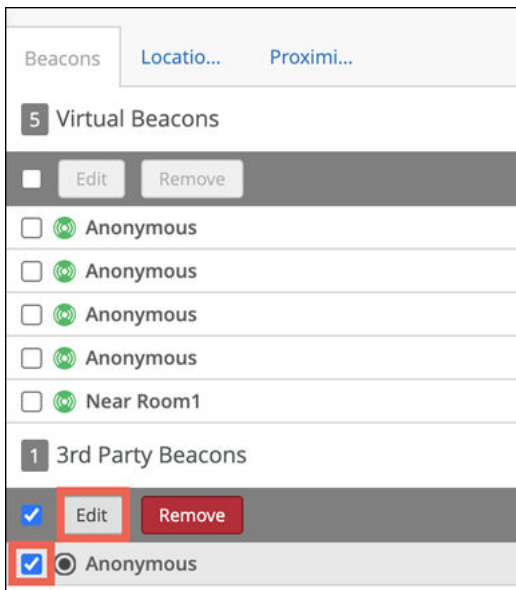 Beacons Locatio... Proximi...
5 Virtual Beacons
Edit Remove
Anonymous
Anonymous
Anonymous
Anonymous
Near Room1
1 3rd Party Beacons
Edit Remove
Anonymous